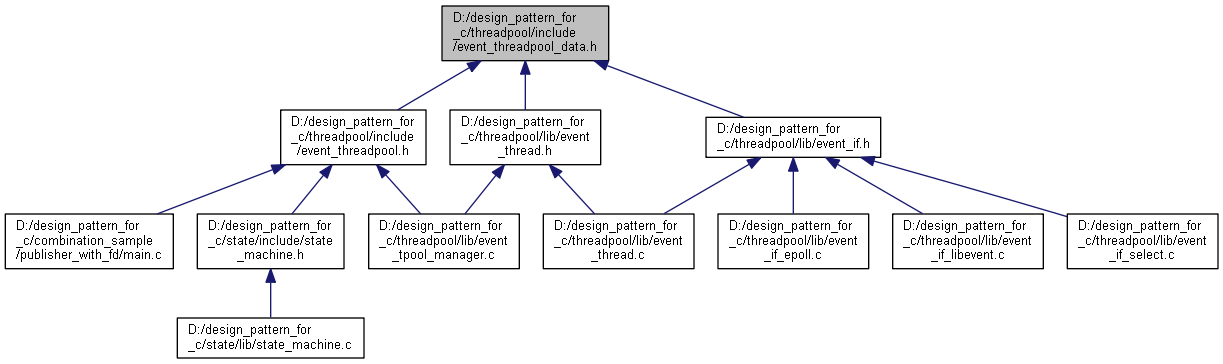 D:/design_pattern_for
_c/threadpool/include
/event_threadpool_data.h
D:/design_pattern_for
_c/threadpool/include
/event_threadpool.h
D:/design_pattern_for
_c/threadpool/lib/event
_thread.h
D:/design_pattern_for
_c/threadpool/lib/event_if.h
D:/design_pattern_for
_c/combination_sample
/publisher_with_fd/main.c
D:/design_pattern_for
_c/state/include/state
_machine.h
D:/design_pattern_for
_c/threadpool/lib/event
_tpool_manager.c
D:/design_pattern_for
_c/threadpool/lib/event
_thread.c
D:/design_pattern_for
_c/threadpool/lib/event
_if_epoll.c
D:/design_pattern_for
_c/threadpool/lib/event
_if_libevent.c
D:/design_pattern_for
_c/threadpool/lib/event
_if_select.c
D:/design_pattern_for
_c/state/lib/state_machine.c